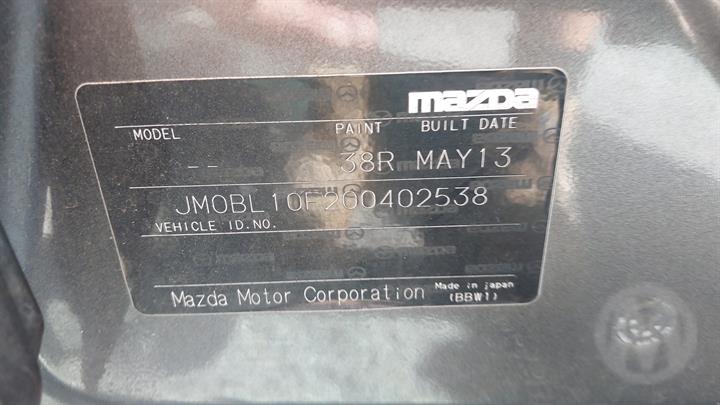 mazda
MODEL PAINT BUILT DATE
-- 38R MAY13
JM0BL10F200402538
VEHICLE ID.NO.
Mazda Motor Corporation Made in japan
(BBW1)